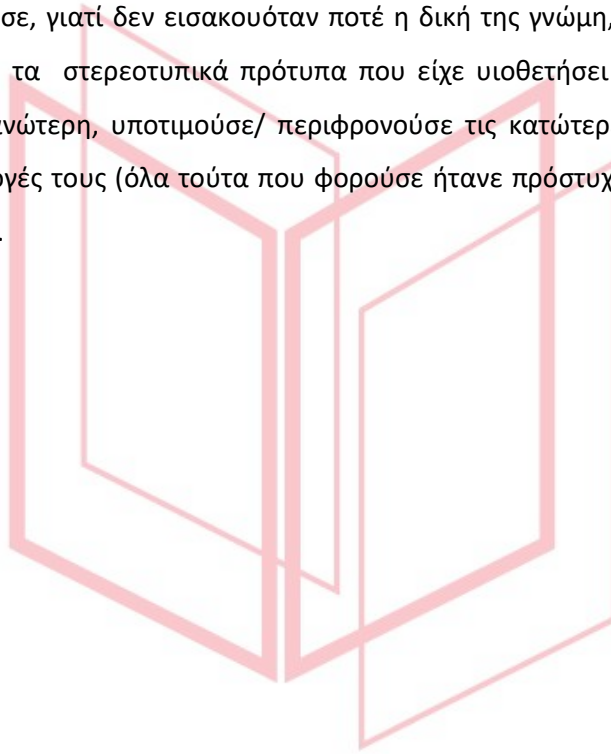 σε, γιατί δεν εισακουόταν ποτέ η δική της γνώμη,
τα στερεοτυπικά πρότυπα που είχε υιοθετήσει
νώτερη, υποτιμούσε/ περιφρονούσε τις κατώτερ
γές τους (όλα τούτα που φορούσε ήτανε πρόστυχ
.